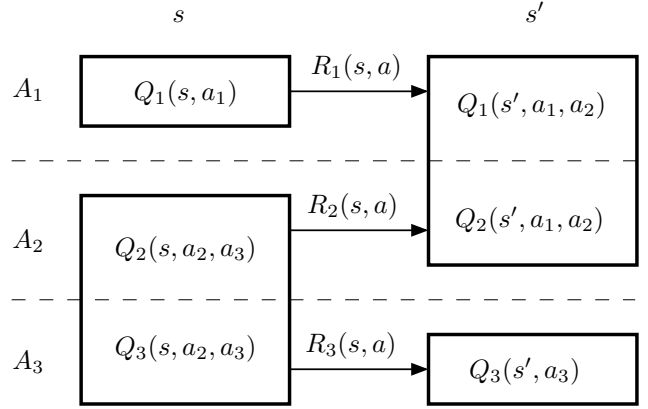 s s′
A₁ Q₁(s, a₁) R₁(s, a) Q₁(s′, a₁, a₂)
A₂ Q₂(s, a₂, a₃) R₂(s, a) Q₂(s′, a₁, a₂)
A₃ Q₃(s, a₂, a₃) R₃(s, a) Q₃(s′, a₃)